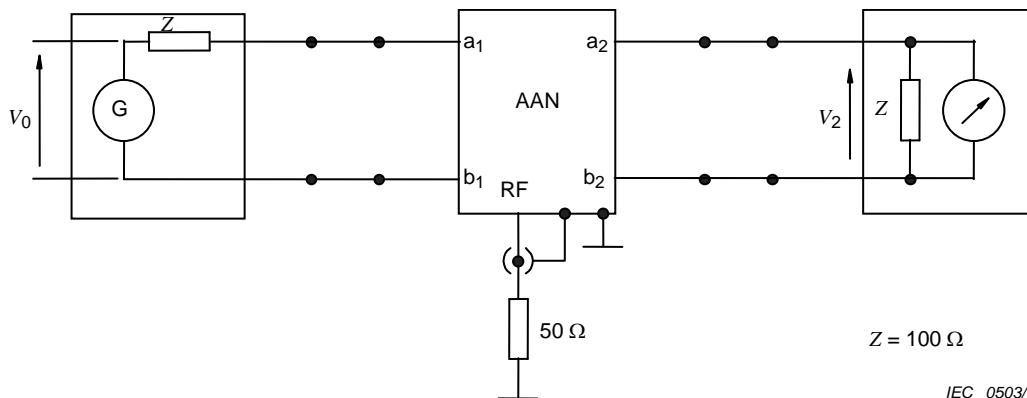 Z
a1
a2
AAN
G
V0
V2
Z
b1
b2
RF
50 Ω
Z = 100 Ω
IEC 0503/